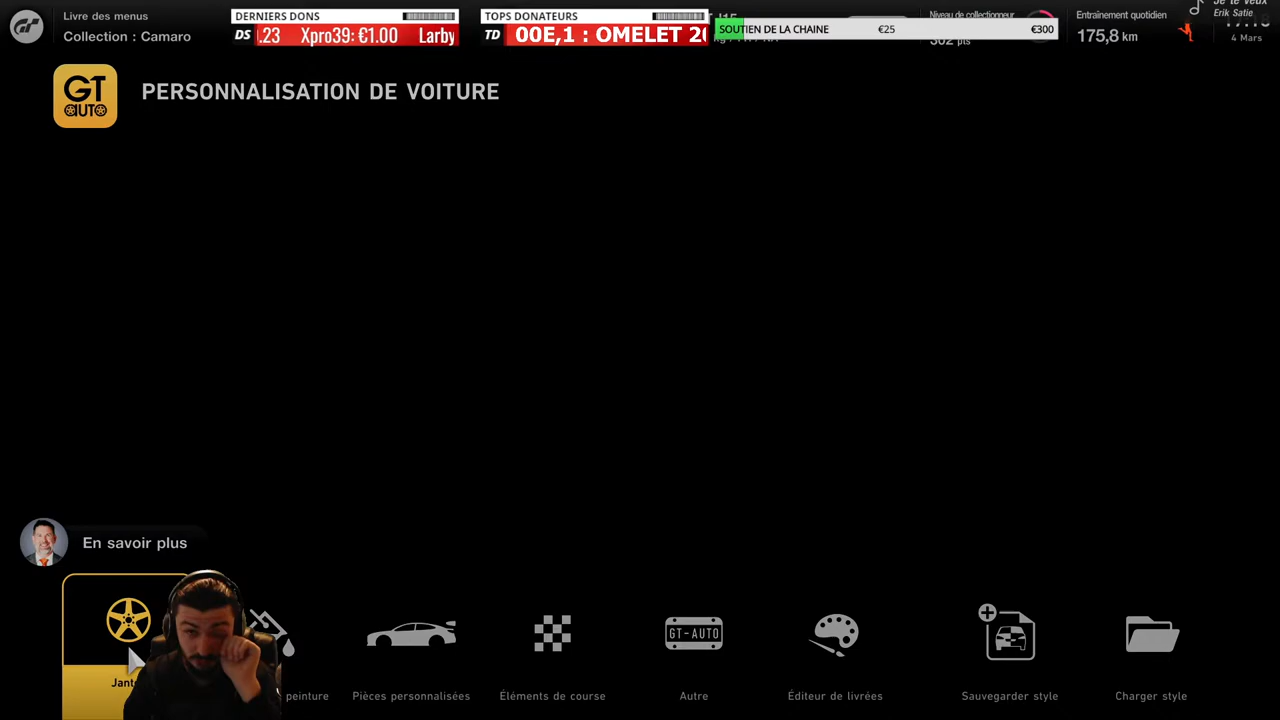 Livre des menus
Collection : Camaro
DERNIERS DONS
DS .23 Xpro39: €1.00 Larby
TOPS DONATEURS
TD 00E,1 : OMELET 20
SOUTIEN DE LA CHAINE €25 €300
Niveau de collectionneur
Entraînement quotidien
175,8 km
Je te veux
Erik Satie
4 Mars
GT
AUTO
PERSONNALISATION DE VOITURE
En savoir plus
GT-AUTO
peinture
Pièces personnalisées
Éléments de course
Autre
Éditeur de livrées
Sauvegarder style
Charger style